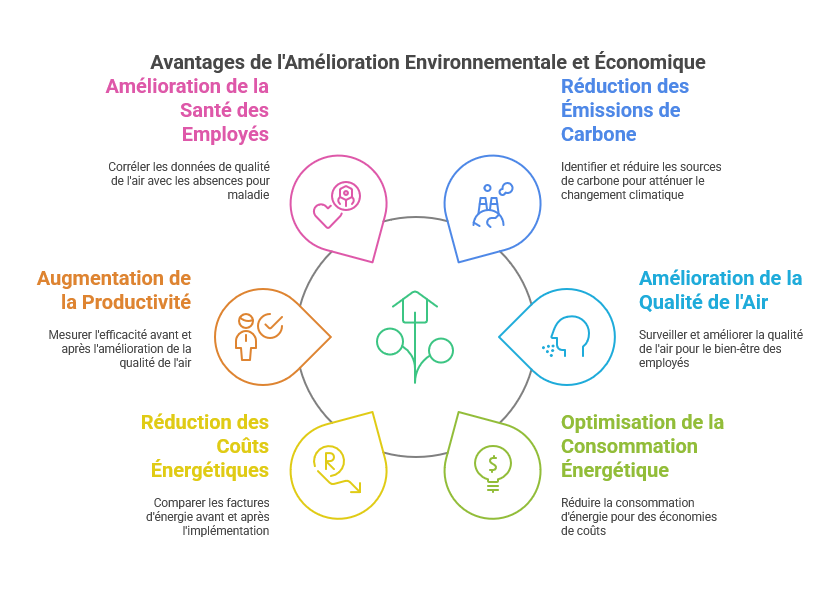 Avantages de l'Amélioration Environnementale et Économique
Amélioration de la
Santé des
Employés
Corréler les données de qualité
de l'air avec les absences pour
maladie
Réduction des
Émissions de
Carbone
Identifier et réduire les sources
de carbone pour atténuer le
changement climatique
Augmentation de
la Productivité
Mesurer l'efficacité avant et
après l'amélioration de la
qualité de l'air
Amélioration de la
Qualité de l'Air
Surveiller et améliorer la qualité
de l'air pour le bien-être des
employés
Réduction des
Coûts
Énergétiques
Comparer les factures
d'énergie avant et après
l'implémentation
Optimisation de la
Consommation
Énergétique
Réduire la consommation
d'énergie pour des économies
de coûts
R
$